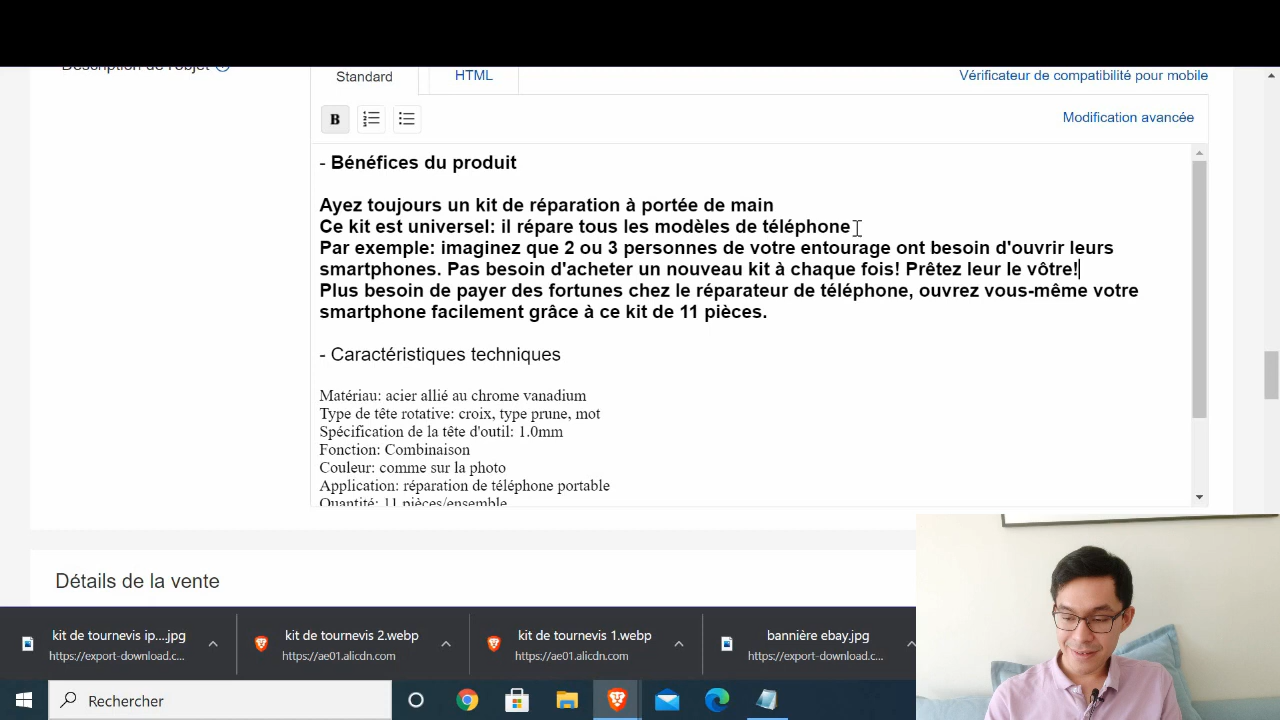 Description de l'objet
Standard
HTML
Vérificateur de compatibilité pour mobile
B
Modification avancée
- Bénéfices du produit
Ayez toujours un kit de réparation à portée de main
Ce kit est universel: il répare tous les modèles de téléphone
Par exemple: imaginez que 2 ou 3 personnes de votre entourage ont besoin d'ouvrir leurs
smartphones. Pas besoin d'acheter un nouveau kit à chaque fois! Prêtez leur le vôtre!
Plus besoin de payer des fortunes chez le réparateur de téléphone, ouvrez vous-même votre
smartphone facilement grâce à ce kit de 11 pièces.
- Caractéristiques techniques
Matériau: acier allié au chrome vanadium
Type de tête rotative: croix, type prune, mot
Spécification de la tête d'outil: 1.0mm
Fonction: Combinaison
Couleur: comme sur la photo
Application: réparation de téléphone portable
Quantité: 11 pièces/ensemble
Détails de la vente
kit de tournevis ip....jpg
https://export-download.c...
kit de tournevis 2.webp
https://ae01.alicdn.com
kit de tournevis 1.webp
https://ae01.alicdn.com
bannière ebay.jpg
https://export-download.c...
Rechercher